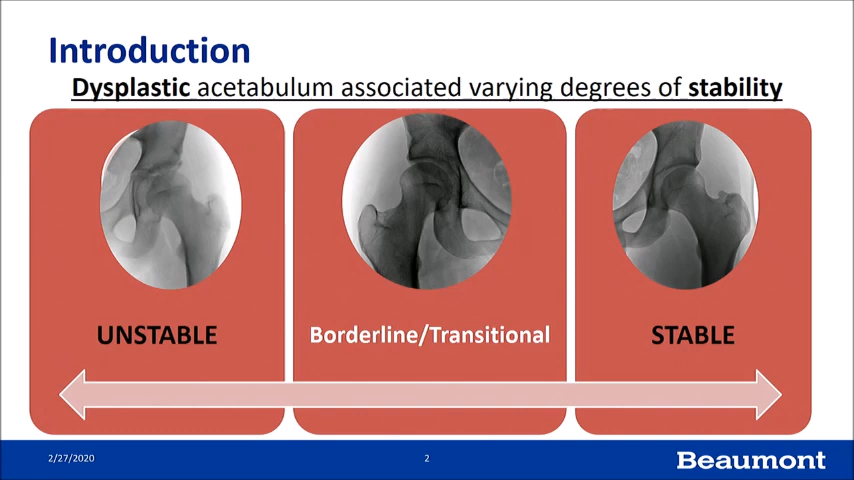 Introduction
Dysplastic acetabulum associated varying degrees of stability
UNSTABLE
Borderline/Transitional
STABLE
2/27/2020
2
Beaumont